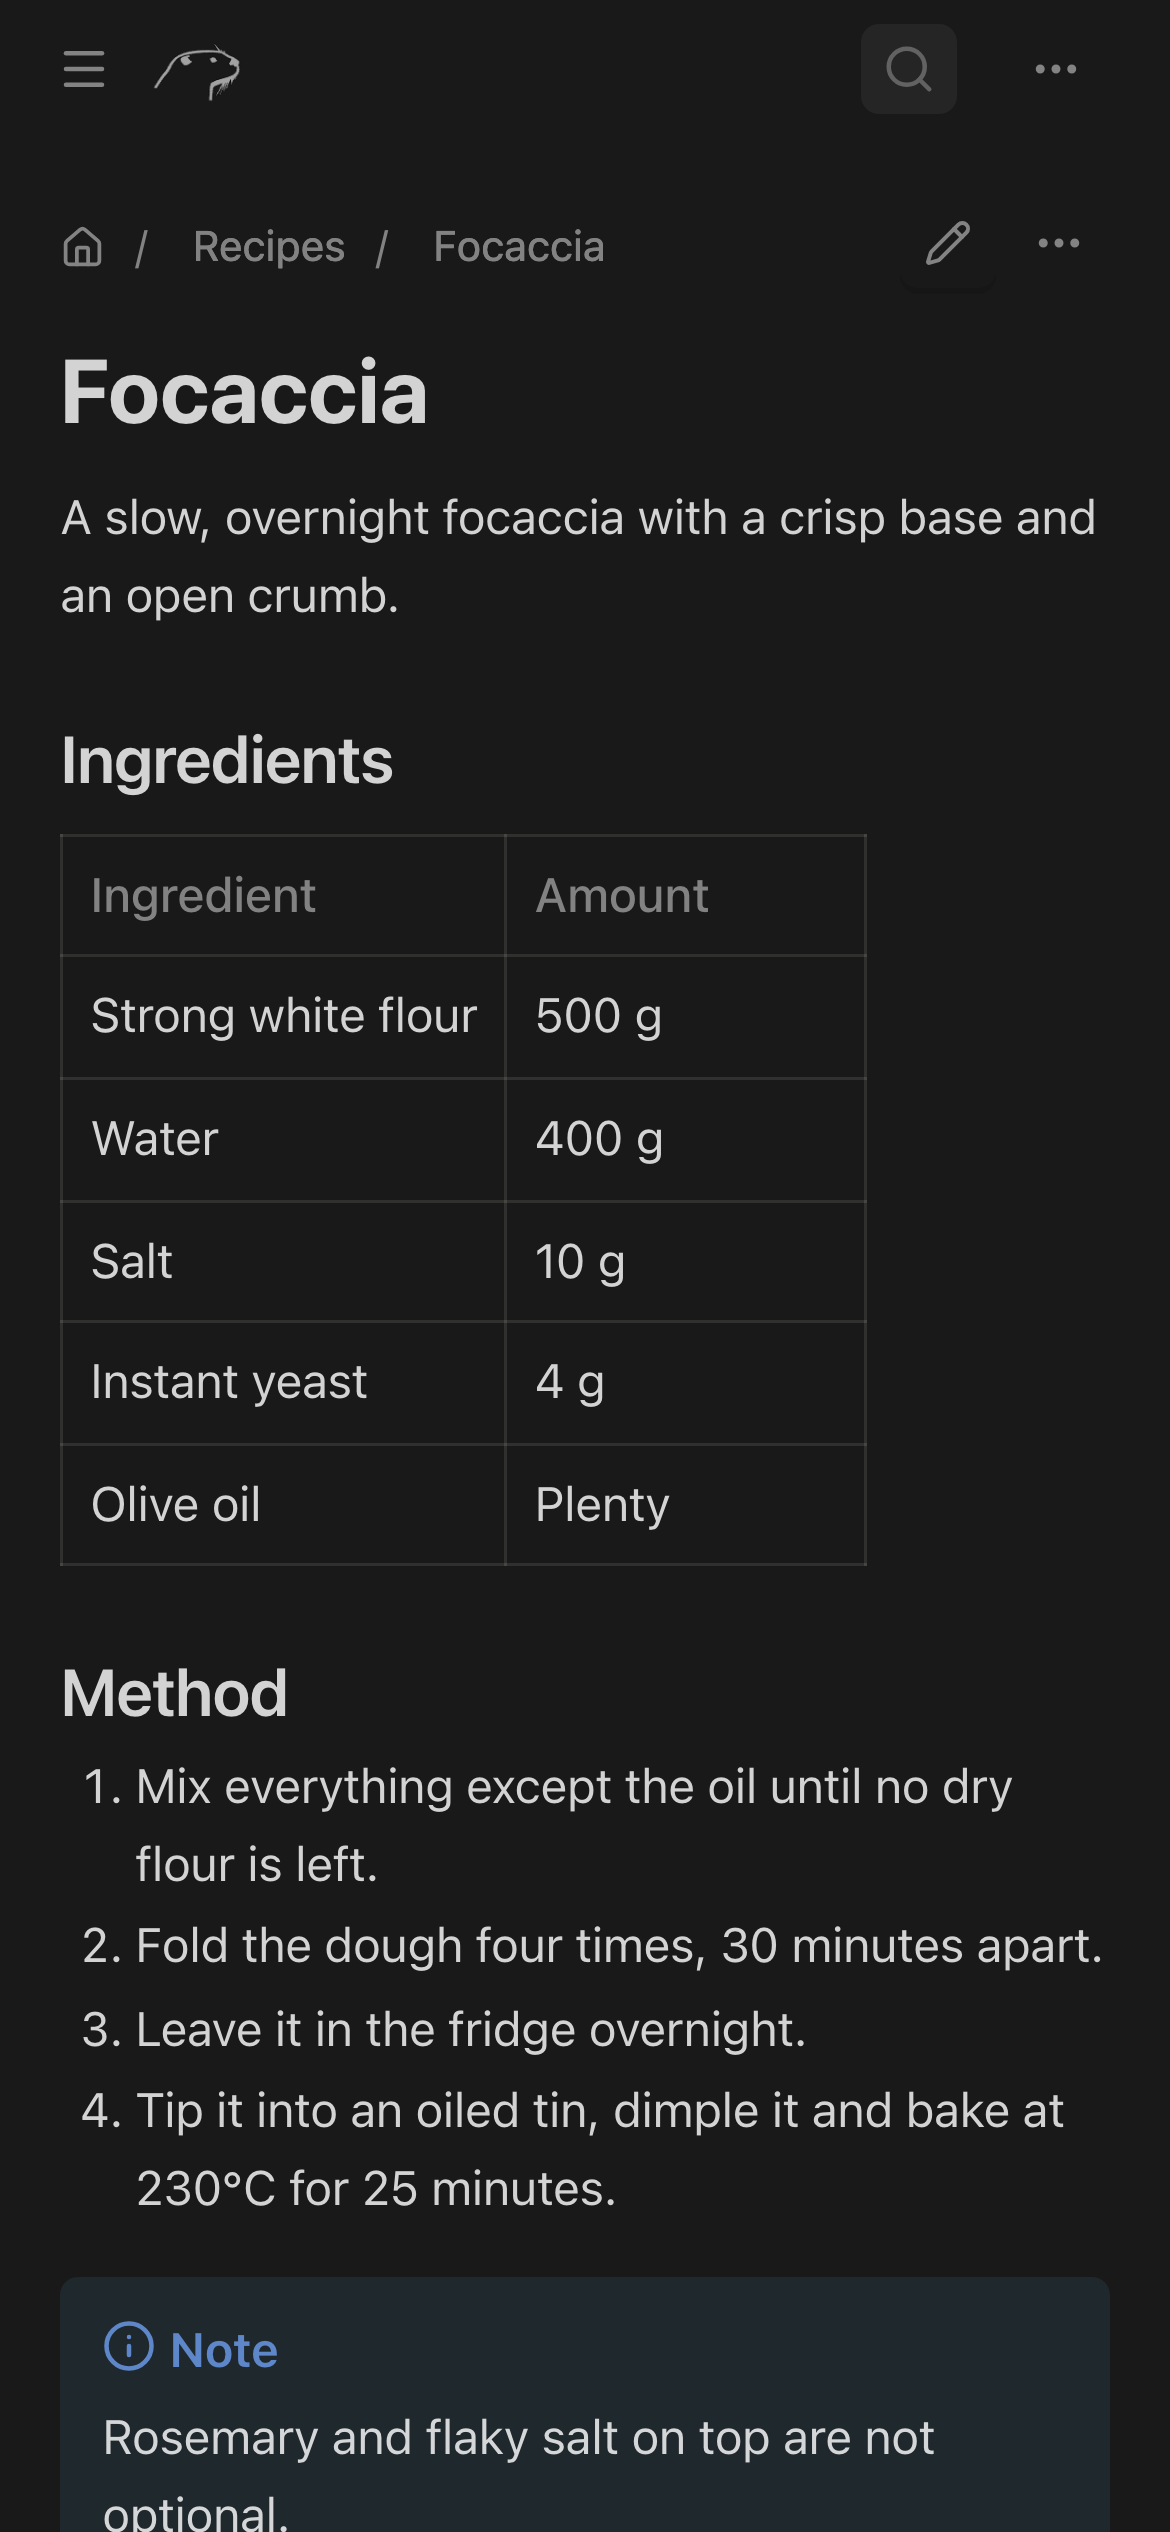 / Recipes / Focaccia
Focaccia
A slow, overnight focaccia with a crisp base and
an open crumb.
Ingredients
Ingredient Amount
Strong white flour 500 g
Water 400 g
Salt 10 g
Instant yeast 4 g
Olive oil Plenty
Method
1. Mix everything except the oil until no dry
flour is left.
2. Fold the dough four times, 30 minutes apart.
3. Leave it in the fridge overnight.
4. Tip it into an oiled tin, dimple it and bake at
230°C for 25 minutes.
Note
Rosemary and flaky salt on top are not
optional.